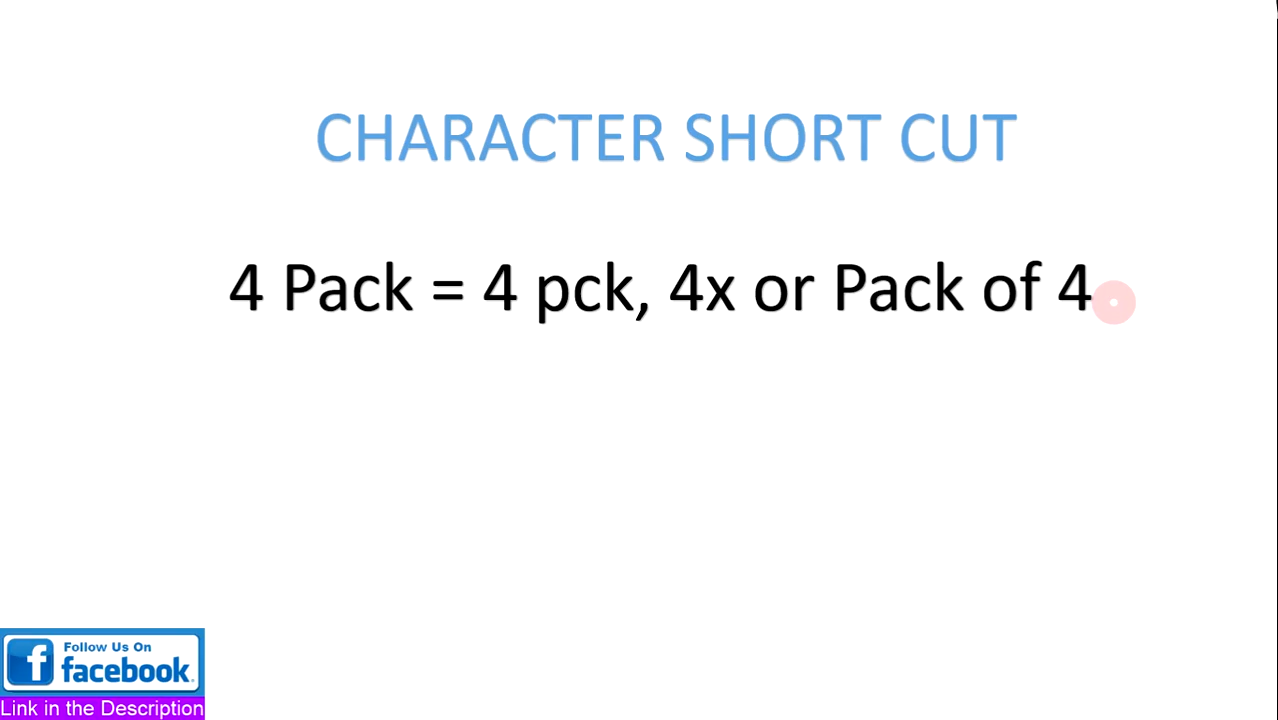 CHARACTER SHORT CUT
4 Pack = 4 pck, 4x or Pack of 4
Follow Us On
facebook.
Link in the Description